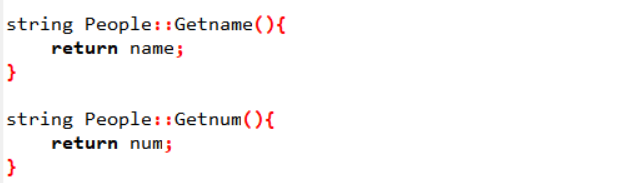 string People::Getname(){
    return name;
}

string People::Getnum(){
    return num;
}